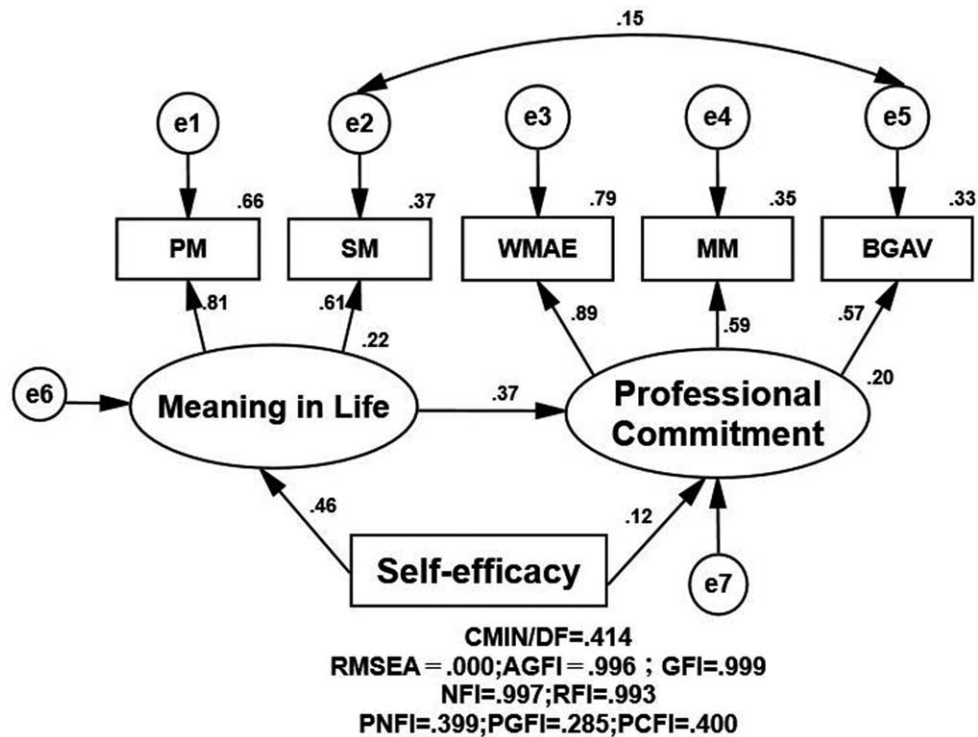 .15
e1
e2
e3
e4
e5
.66
.37
.79
.35
.33
PM
SM
WMAE
MM
BGAV
.81
.61
.89
.59
.57
.22
.20
e6
Meaning in Life
.37
Professional
Commitment
.46
.12
Self-efficacy
e7
CMIN/DF=.414
RMSEA=.000;AGFI=.996 ; GFI=.999
NFI=.997;RFI=.993
PNFI=.399;PGFI=.285;PCFI=.400